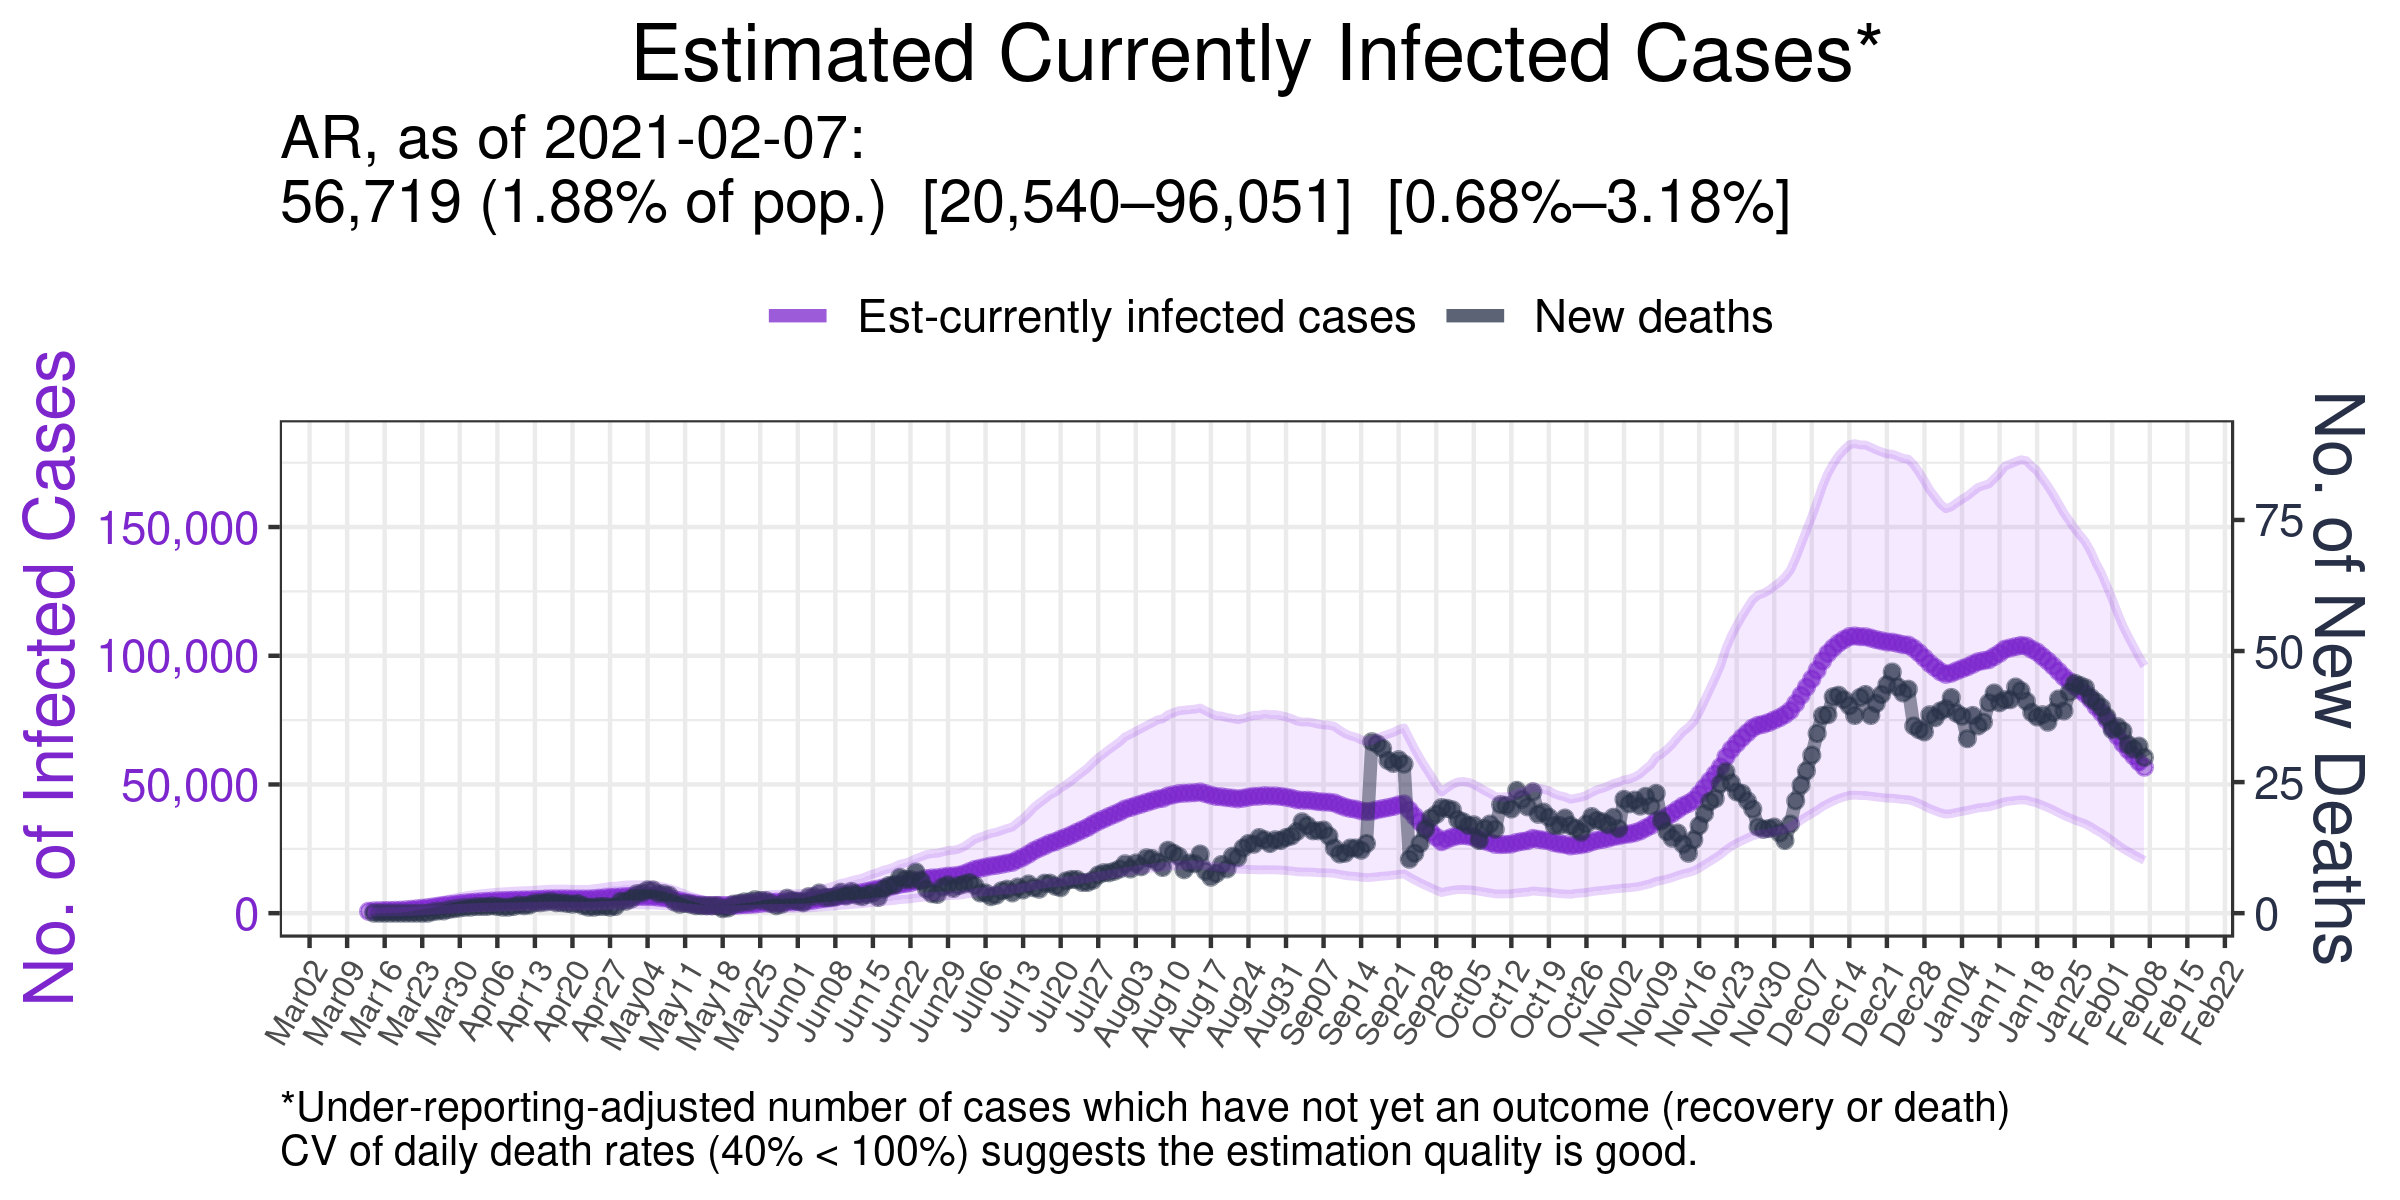 Estimated Currently Infected Cases*
AR, as of 2021-02-07:
56,719 (1.88% of pop.) [20,540–96,051] [0.68%–3.18%]
Est-currently infected cases
New deaths
No. of Infected Cases
150,000
100,000
50,000
0
75
50
25
0
No. of New Deaths
Mar02
Mar09
Mar16
Mar23
Mar30
Apr06
Apr13
Apr20
Apr27
May04
May11
May18
May25
Jun01
Jun08
Jun15
Jun22
Jun29
Jul06
Jul13
Jul20
Jul27
Aug03
Aug10
Aug17
Aug24
Aug31
Sep07
Sep14
Sep21
Sep28
Oct05
Oct12
Oct19
Oct26
Nov02
Nov09
Nov16
Nov23
Nov30
Dec07
Dec14
Dec21
Dec28
Jan04
Jan11
Jan18
Jan25
Feb01
Feb08
Feb15
Feb22
*Under-reporting-adjusted number of cases which have not yet an outcome (recovery or death)
CV of daily death rates (40% < 100%) suggests the estimation quality is good.